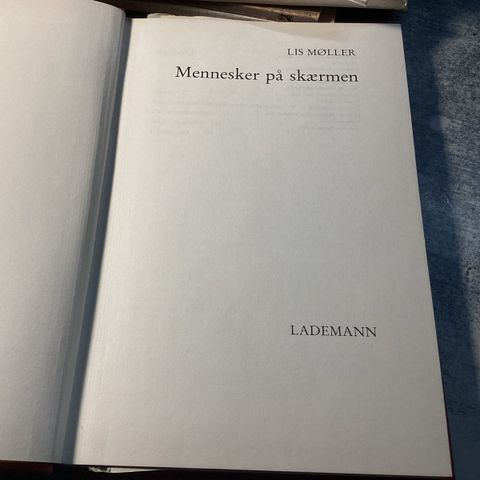 LIS MØLLER
Mennesker på skærmen
LADEMANN